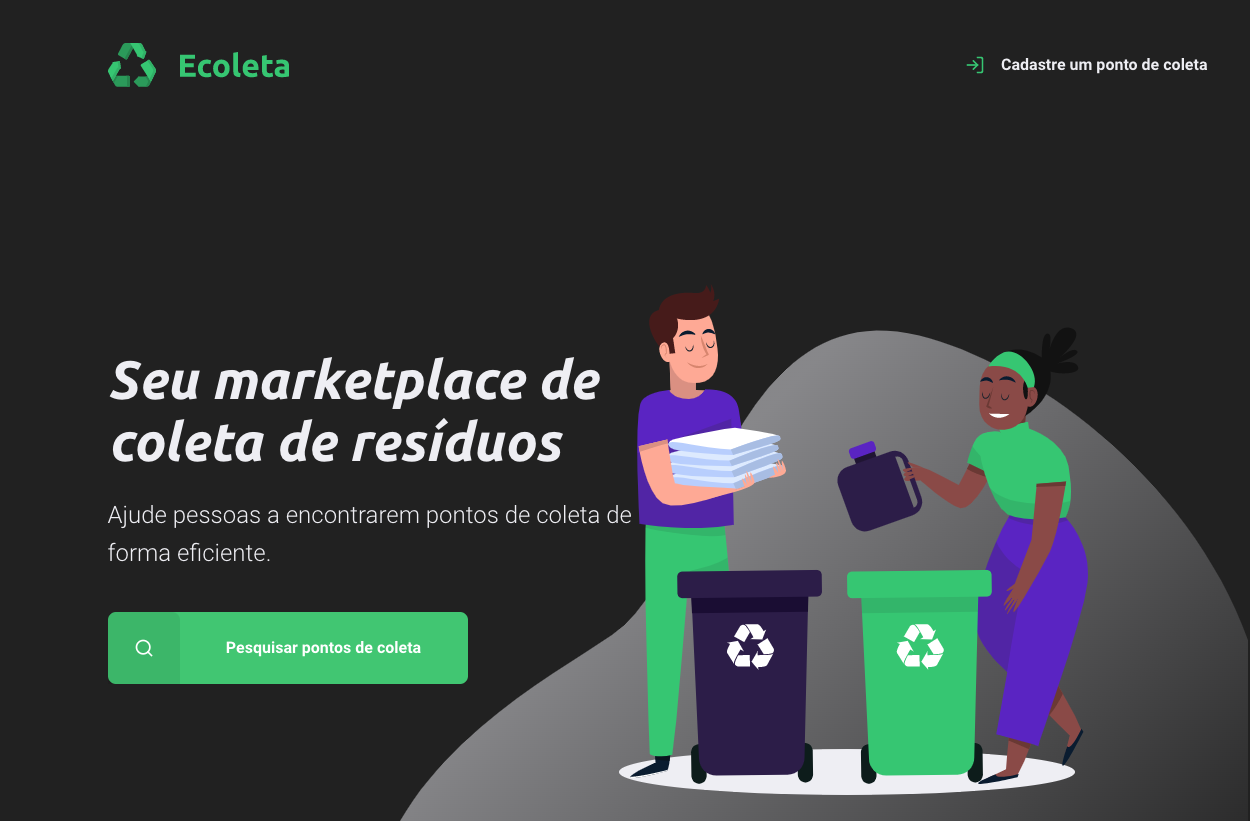 Ecoleta
Cadastre um ponto de coleta
Seu marketplace de
coleta de resíduos
Ajude pessoas a encontrarem pontos de coleta de
forma eficiente.
Pesquisar pontos de coleta